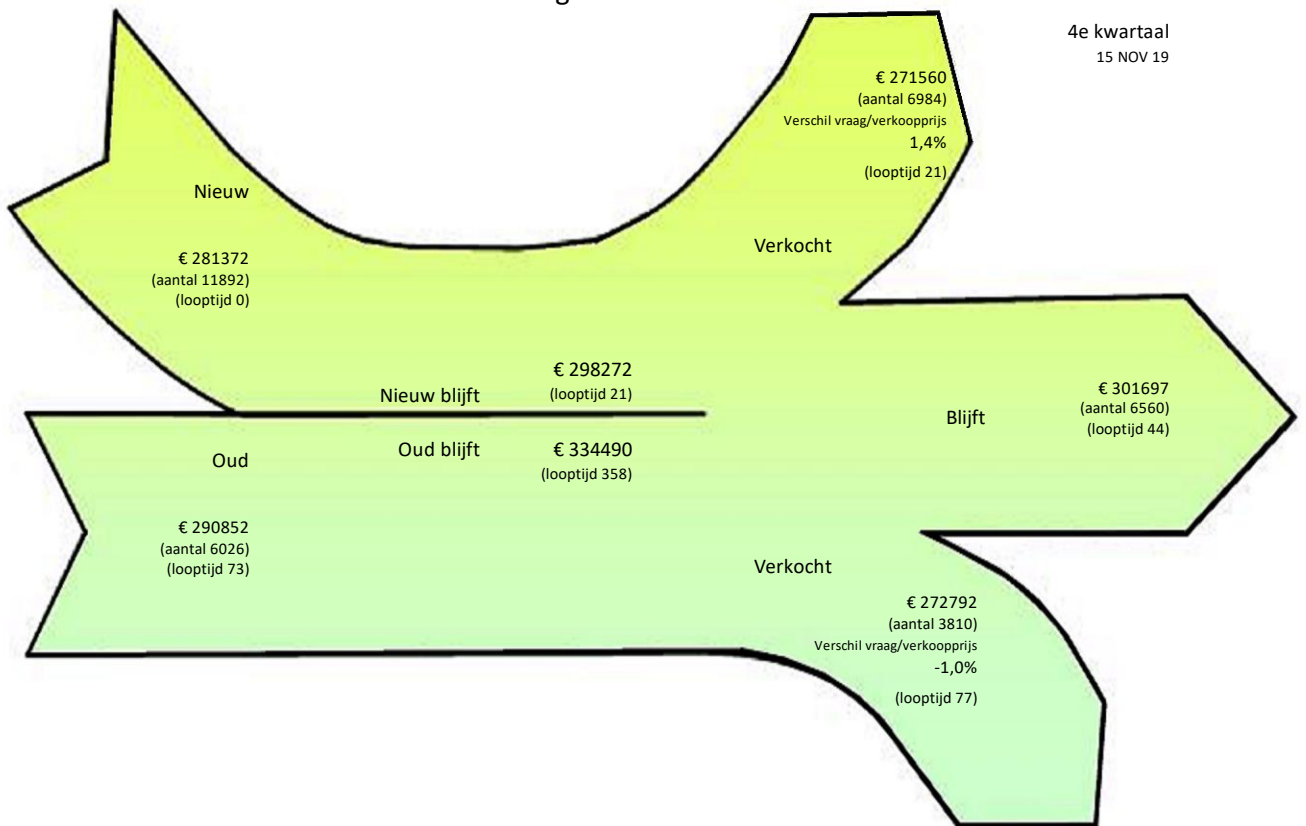 4e kwartaal
15 NOV 19
€ 271560
(aantal 6984)
Verschil vraag/verkoopprijs
1,4%
(looptijd 21)
Nieuw
Verkocht
€ 281372
(aantal 11892)
(looptijd 0)
€ 298272
Nieuw blijft
(looptijd 21)
€ 301697
(aantal 6560)
(looptijd 44)
Blijft
Oud blijft
€ 334490
(looptijd 358)
Oud
€ 290852
(aantal 6026)
(looptijd 73)
Verkocht
€ 272792
(aantal 3810)
Verschil vraag/verkoopprijs
-1,0%
(looptijd 77)